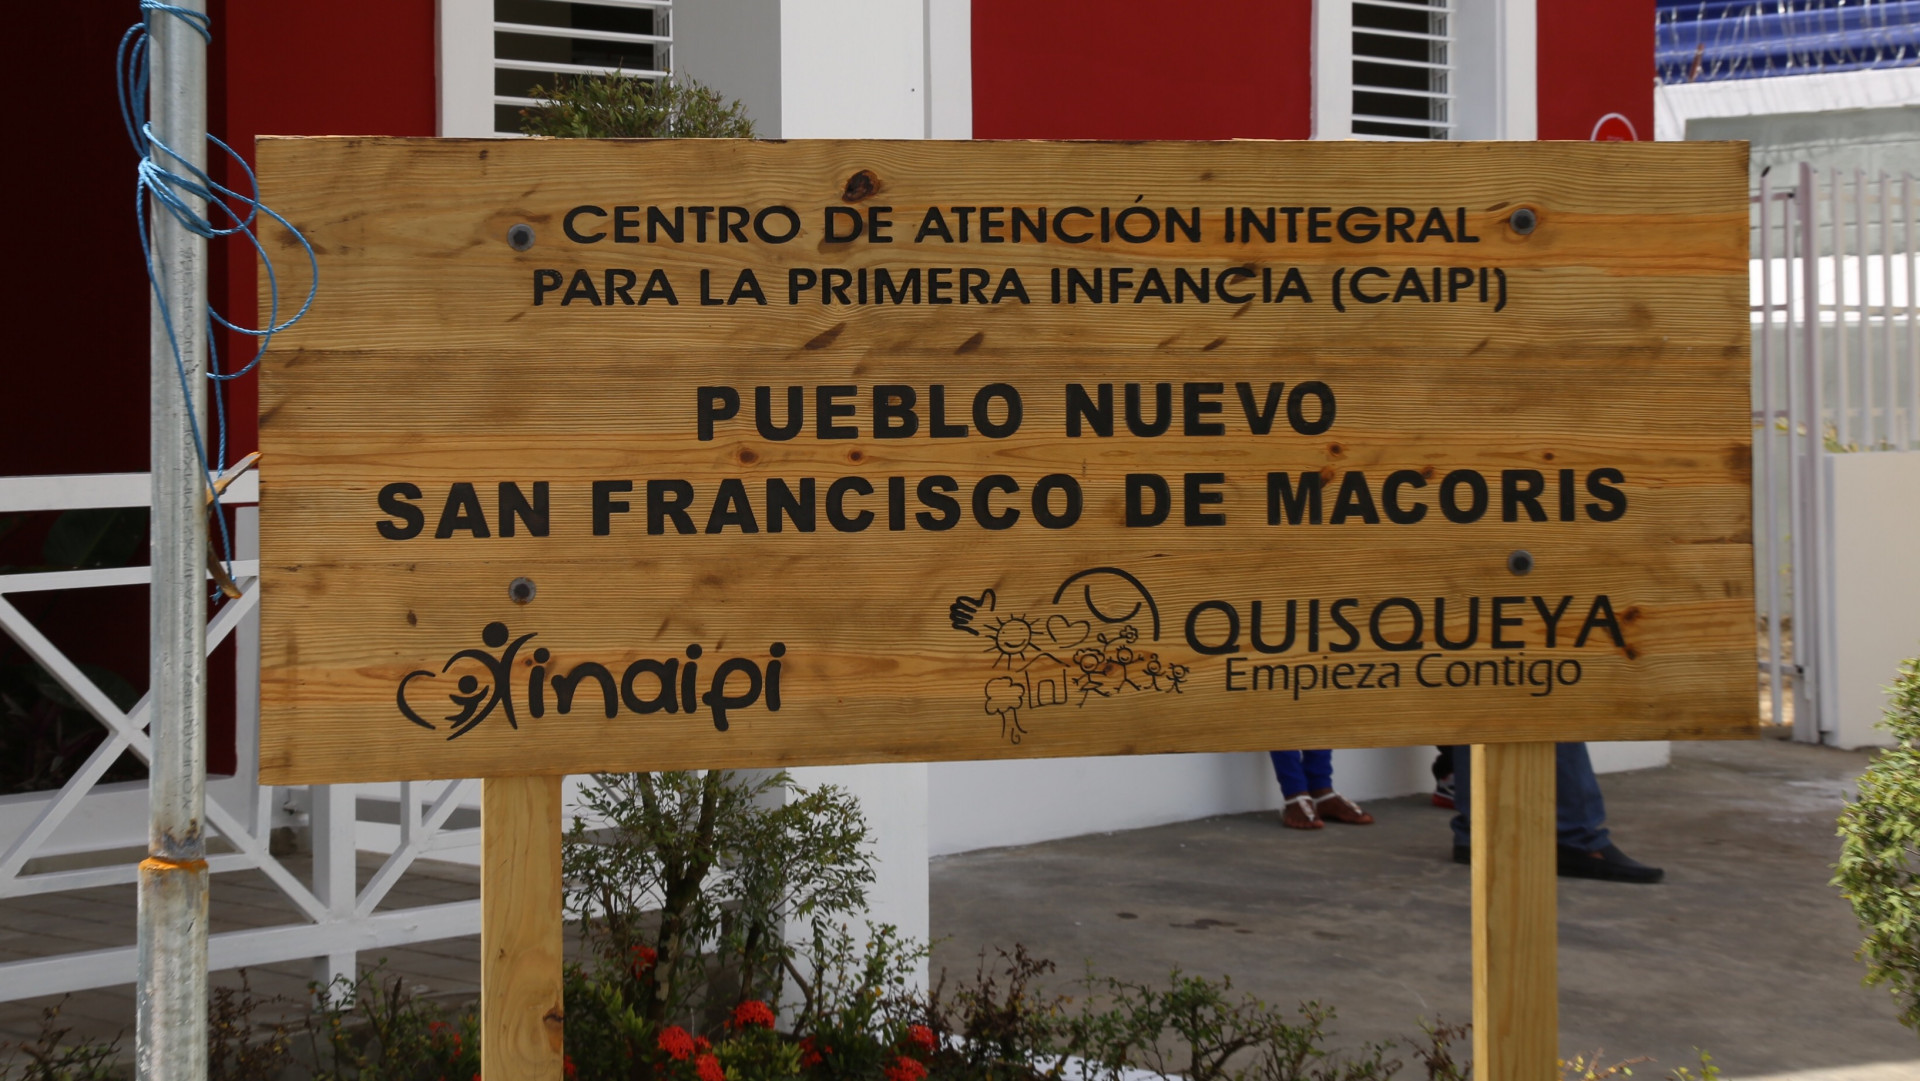 CENTRO DE ATENCIÓN INTEGRAL
PARA LA PRIMERA INFANCIA (CAIPI)
PUEBLO NUEVO
SAN FRANCISCO DE MACORIS
inaipi
QUISQUEYA
Empieza Contigo